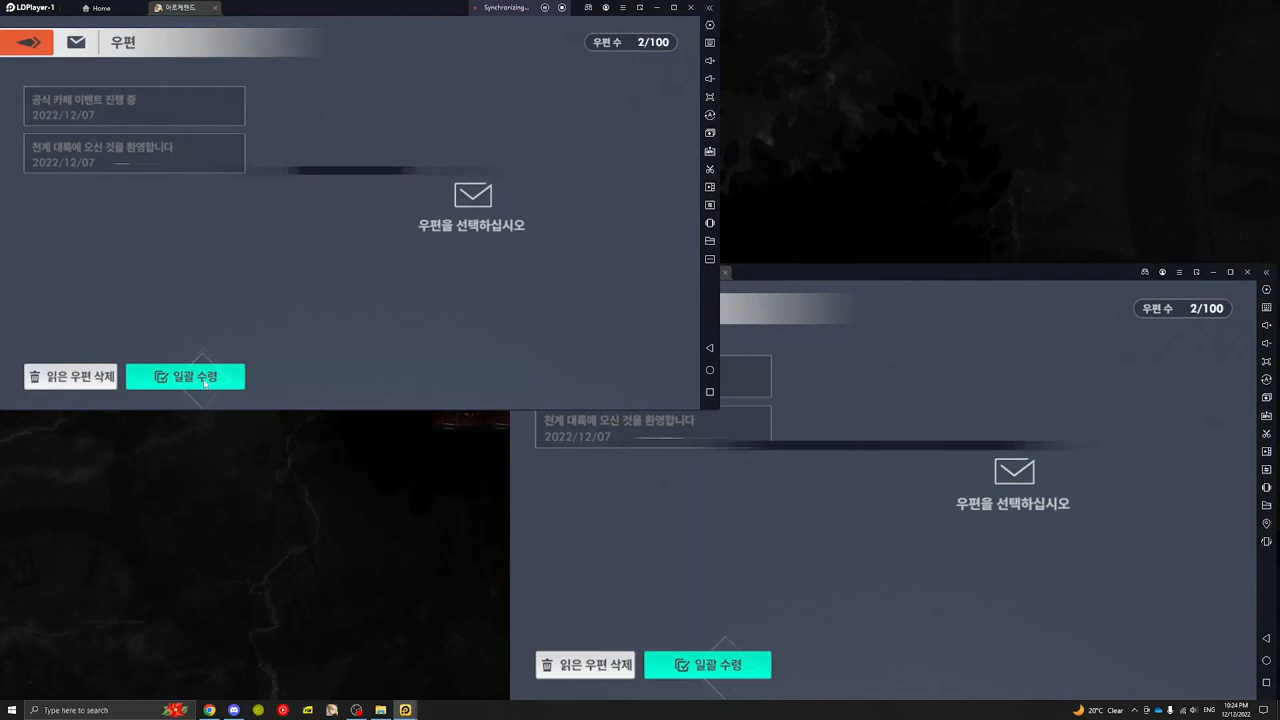 LDPlayer-1
Home
아르케랜드
Synchronizing...
우편
우편 수 2/100
공식 카페 이벤트 진행 중
2022/12/07
천계 대륙에 오신 것을 환영합니다
2022/12/07
우편을 선택하십시오
읽은 우편 삭제
일괄 수령
우편 수 2/100
천계 대륙에 오신 것을 환영합니다
2022/12/07
우편을 선택하십시오
읽은 우편 삭제
일괄 수령
Type here to search
20°C Clear
ENG
10:24 PM
12/12/2022